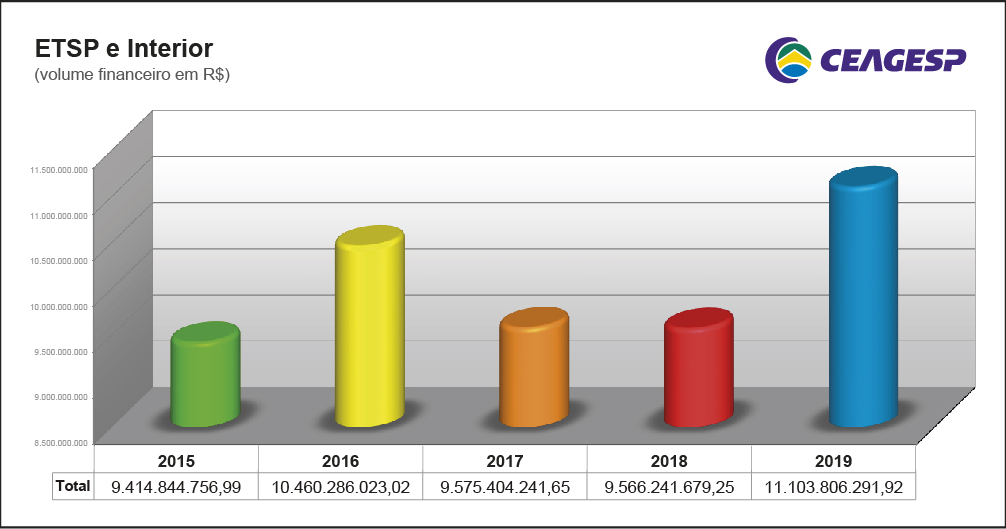 ETSP e Interior
(volume financeiro em R$)
CEAGESP
11.500.000.000
11.000.000.000
10.500.000.000
10.000.000.000
9.500.000.000
9.000.000.000
8.500.000.000
2015 2016 2017 2018 2019
Total 9.414.844.756,99 10.460.286.023,02 9.575.404.241,65 9.566.241.679,25 11.103.806.291,92